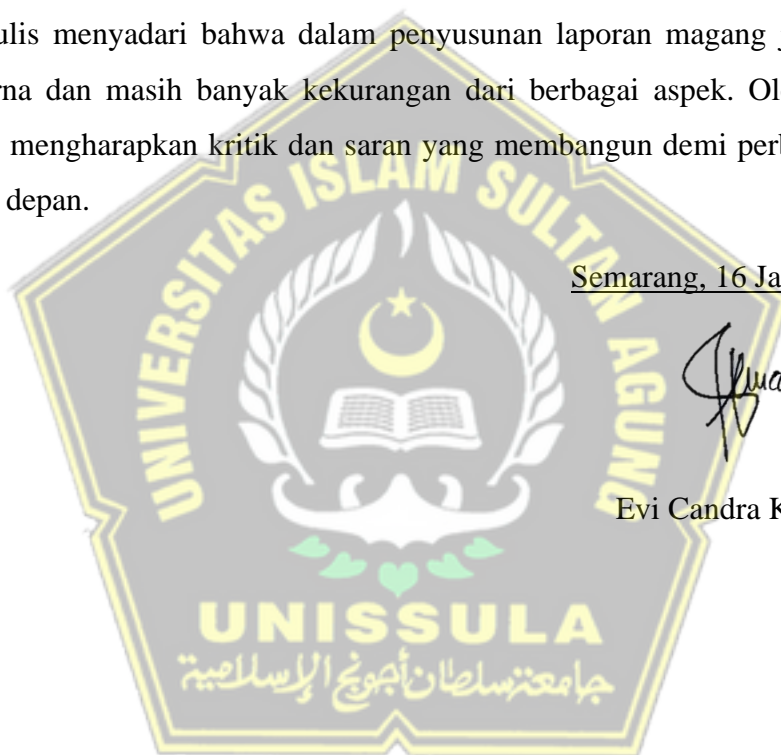 ulis menyadari bahwa dalam penyusunan laporan magang j
rna dan masih banyak kekurangan dari berbagai aspek. Ol
mengharapkan kritik dan saran yang membangun demi perb
depan.
Semarang, 16 Ja
Evi Candra K
UNIVERSITAS ISLAM SULTAN AGUNG
UNISSULA
جامعة سلطان أجونج الإسلامية